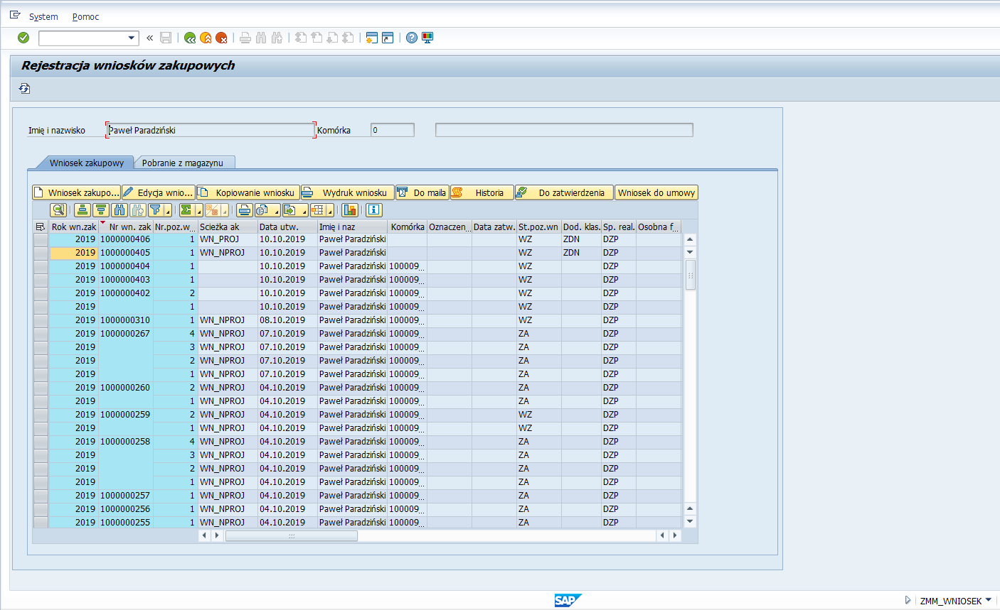 System Pomoc
«
Rejestracja wniosków zakupowych
Imię i nazwisko Paweł Paradziński Komórka 0
Wniosek zakupowy Pobranie z magazynu
Wniosek zakupo... Edycja wnio... Kopiowanie wniosku Wydruk wniosku Do maila Historia Do zatwierdzenia Wniosek do umowy
Rok wn.zak Nr wn. zak Nr.poz.w... Scieżka ak Data utw. Imię i naz Komórka Oznaczen... Data zatw. St.poz.wn Dod. klas. Sp. real. Osobna f...
2019 1000000406 1 WN_PROJ 10.10.2019 Paweł Paradziński WZ ZDN DZP
2019 1000000405 1 WN_NPROJ 10.10.2019 Paweł Paradziński WZ ZDN DZP
2019 1000000404 1 10.10.2019 Paweł Paradziński 100009... WZ DZP
2019 1000000403 1 10.10.2019 Paweł Paradziński 100009... WZ DZP
2019 1000000402 2 10.10.2019 Paweł Paradziński 100009... WZ DZP
2019 1 10.10.2019 Paweł Paradziński 100009... WZ DZP
2019 1000000310 1 WN_NPROJ 08.10.2019 Paweł Paradziński 100009... WZ DZP
2019 1000000267 4 WN_NPROJ 07.10.2019 Paweł Paradziński 100009... ZA DZP
2019 3 WN_NPROJ 07.10.2019 Paweł Paradziński 100009... ZA DZP
2019 2 WN_NPROJ 07.10.2019 Paweł Paradziński 100009... ZA DZP
2019 1 WN_NPROJ 07.10.2019 Paweł Paradziński 100009... ZA DZP
2019 1000000260 2 WN_NPROJ 04.10.2019 Paweł Paradziński 100009... ZA DZP
2019 1 WN_NPROJ 04.10.2019 Paweł Paradziński 100009... ZA DZP
2019 1000000259 2 WN_NPROJ 04.10.2019 Paweł Paradziński 100009... WZ DZP
2019 1 WN_NPROJ 04.10.2019 Paweł Paradziński 100009... WZ DZP
2019 1000000258 4 WN_NPROJ 04.10.2019 Paweł Paradziński 100009... ZA DZP
2019 3 WN_NPROJ 04.10.2019 Paweł Paradziński 100009... ZA DZP
2019 2 WN_NPROJ 04.10.2019 Paweł Paradziński 100009... ZA DZP
2019 1 WN_NPROJ 04.10.2019 Paweł Paradziński 100009... ZA DZP
2019 1000000257 1 WN_NPROJ 04.10.2019 Paweł Paradziński 100009... ZA DZP
2019 1000000256 1 WN_NPROJ 04.10.2019 Paweł Paradziński 100009... ZA DZP
2019 1000000255 1 WN_NPROJ 04.10.2019 Paweł Paradziński 100009... ZA DZP
SAP ZMM_WNIOSEK